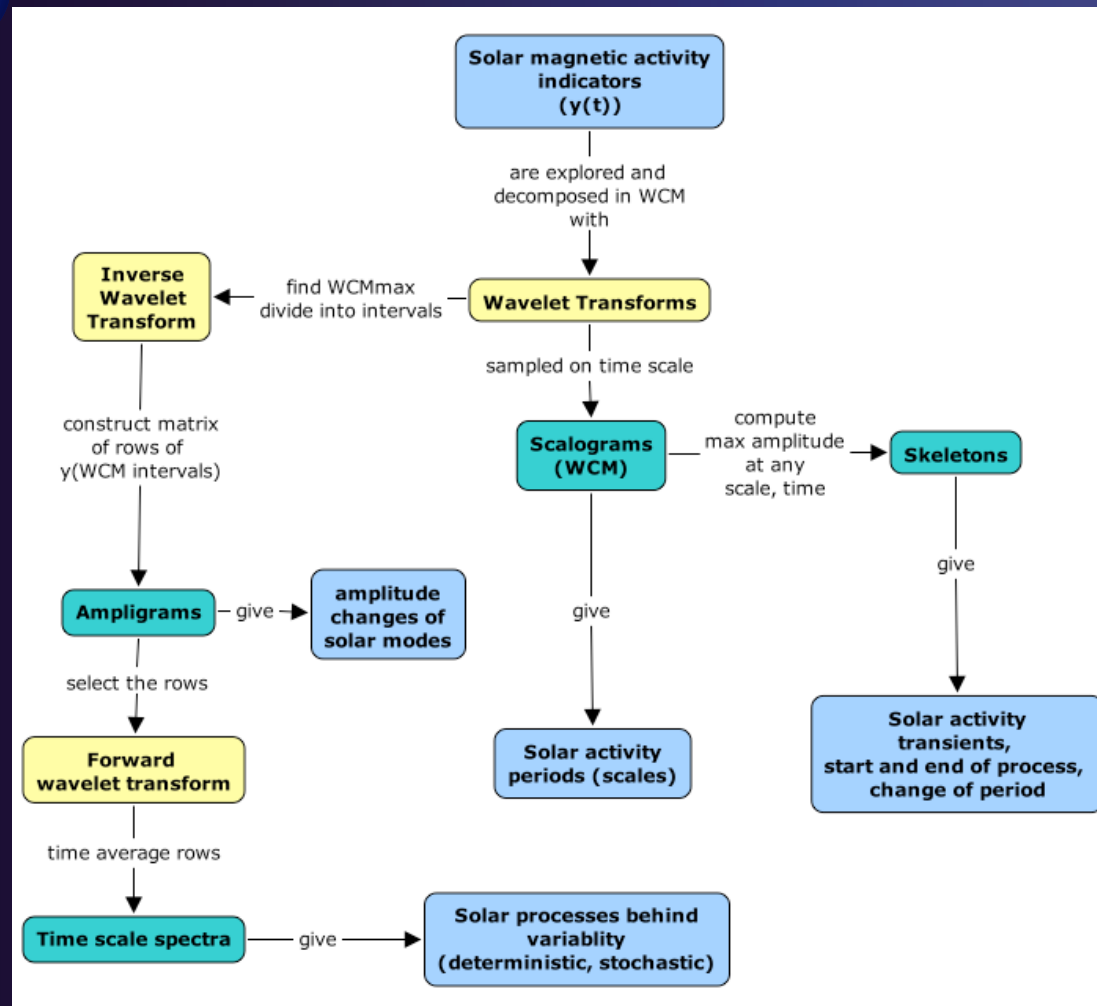 Solar magnetic activity
indicators
(y(t))
are explored and
decomposed in WCM
with
Inverse
Wavelet
Transform
find WCMmax
divide into intervals
Wavelet Transforms
sampled on time scale
construct matrix
of rows of
y(WCM intervals)
Scalograms
(WCM)
compute
max amplitude
at any
scale, time
Skeletons
give
Ampligrams
give
amplitude
changes of
solar modes
give
select the rows
Forward
wavelet transform
Solar activity
periods (scales)
Solar activity
transients,
start and end of process,
change of period
time average rows
Time scale spectra
give
Solar processes behind
variablity
(deterministic, stochastic)